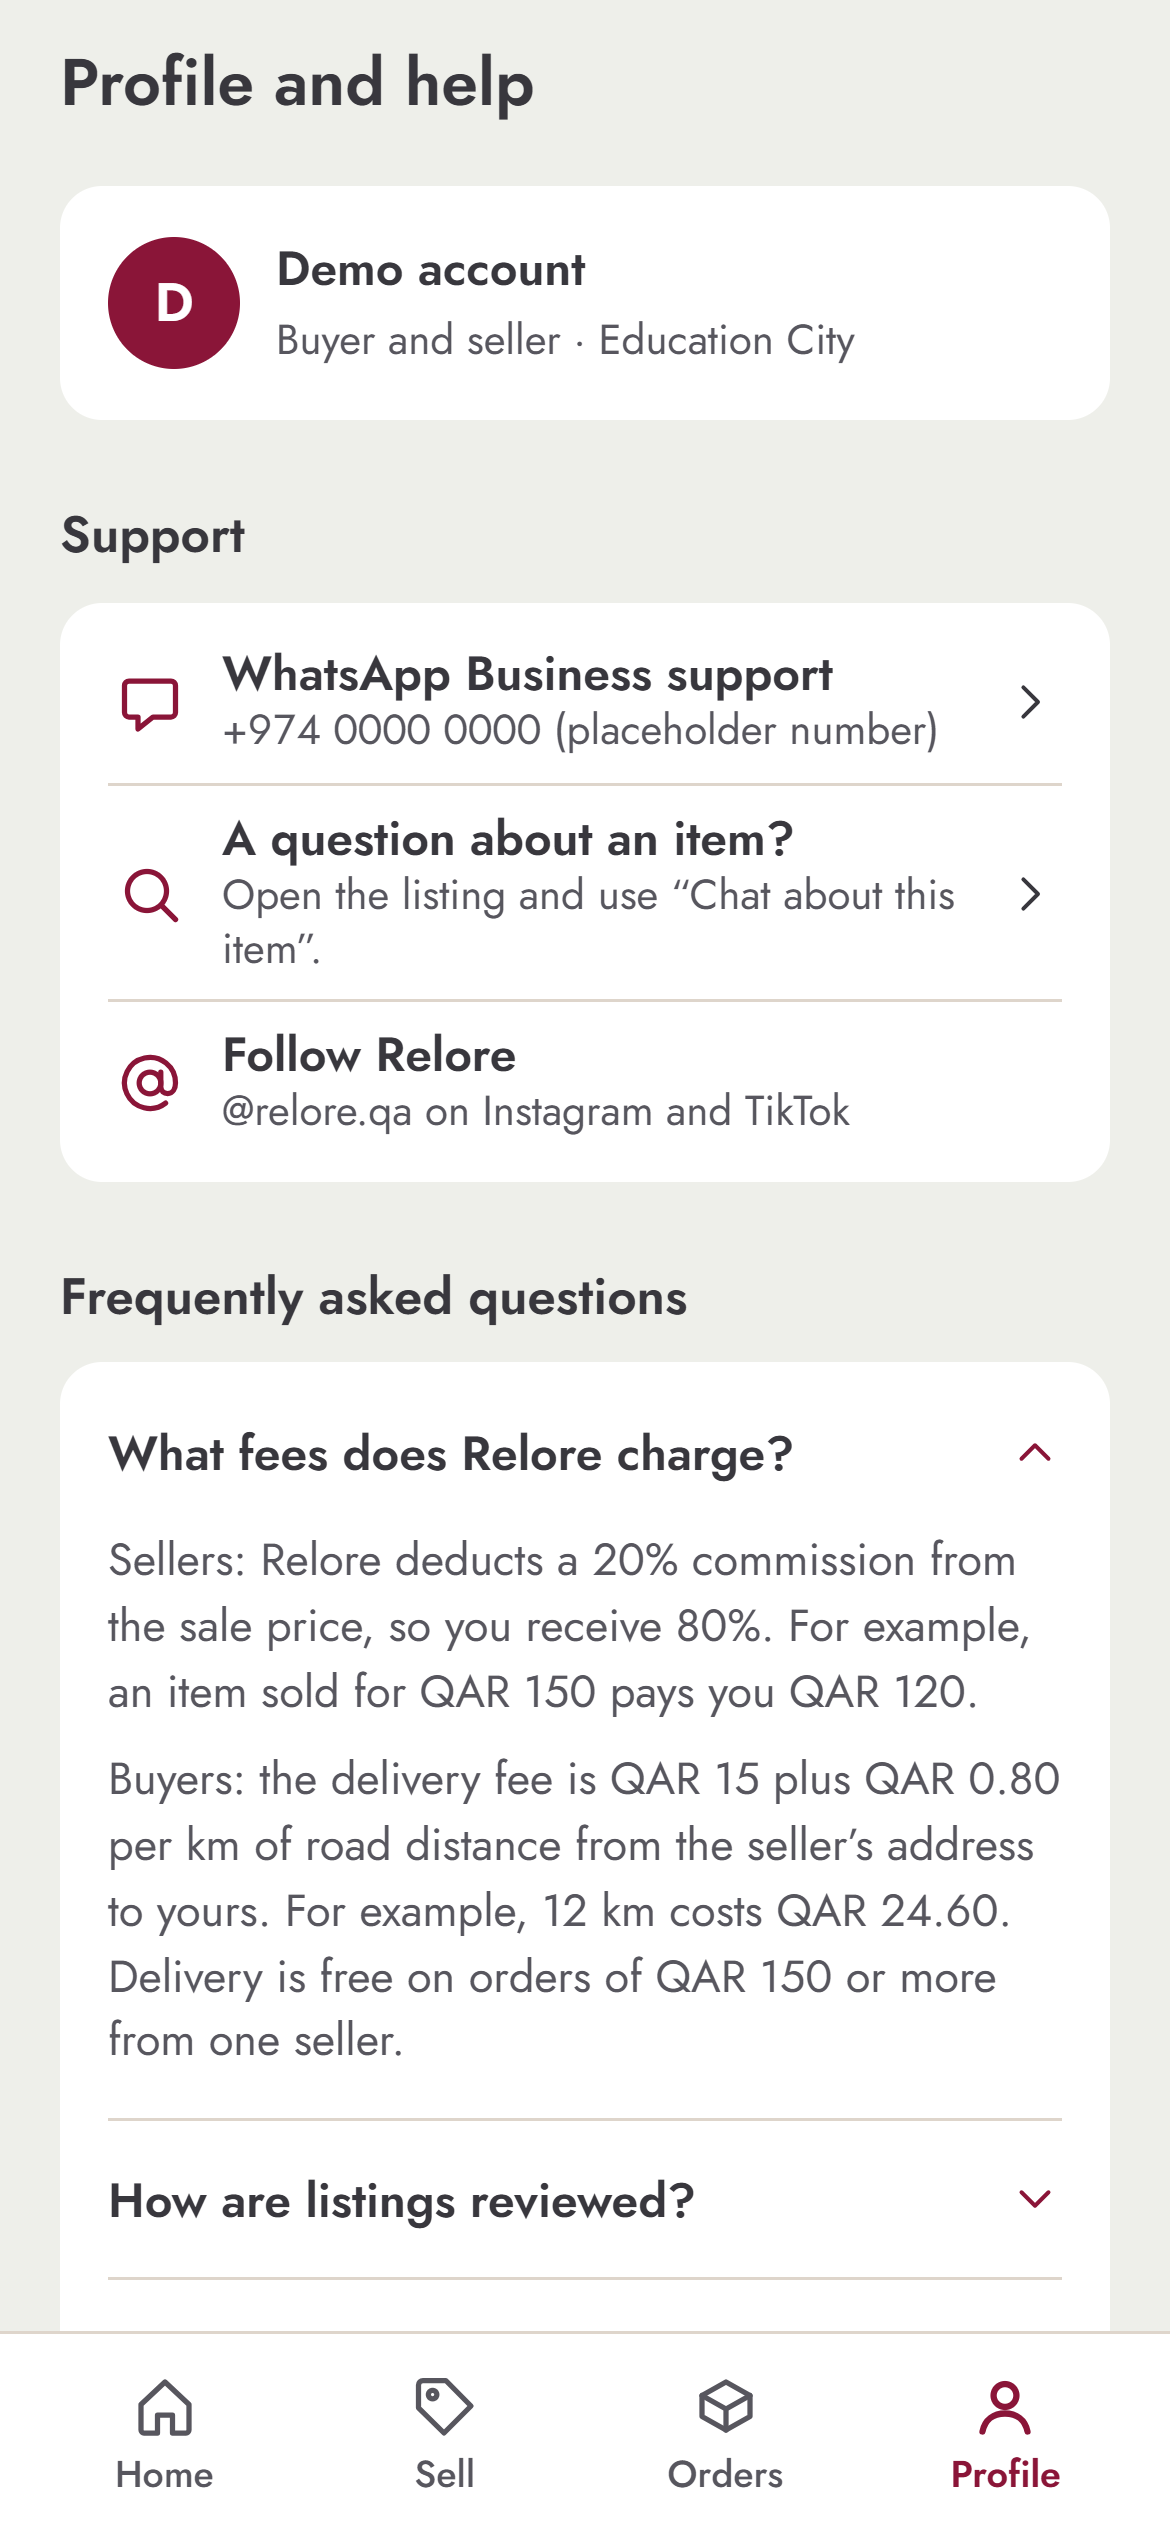 Profile and help
D
Demo account
Buyer and seller · Education City
Support
WhatsApp Business support
+974 0000 0000 (placeholder number)
A question about an item?
Open the listing and use “Chat about this
item”.
Follow Relore
@relore.qa on Instagram and TikTok
Frequently asked questions
What fees does Relore charge?
Sellers: Relore deducts a 20% commission from
the sale price, so you receive 80%. For example,
an item sold for QAR 150 pays you QAR 120.
Buyers: the delivery fee is QAR 15 plus QAR 0.80
per km of road distance from the seller’s address
to yours. For example, 12 km costs QAR 24.60.
Delivery is free on orders of QAR 150 or more
from one seller.
How are listings reviewed?
Home
Sell
Orders
Profile